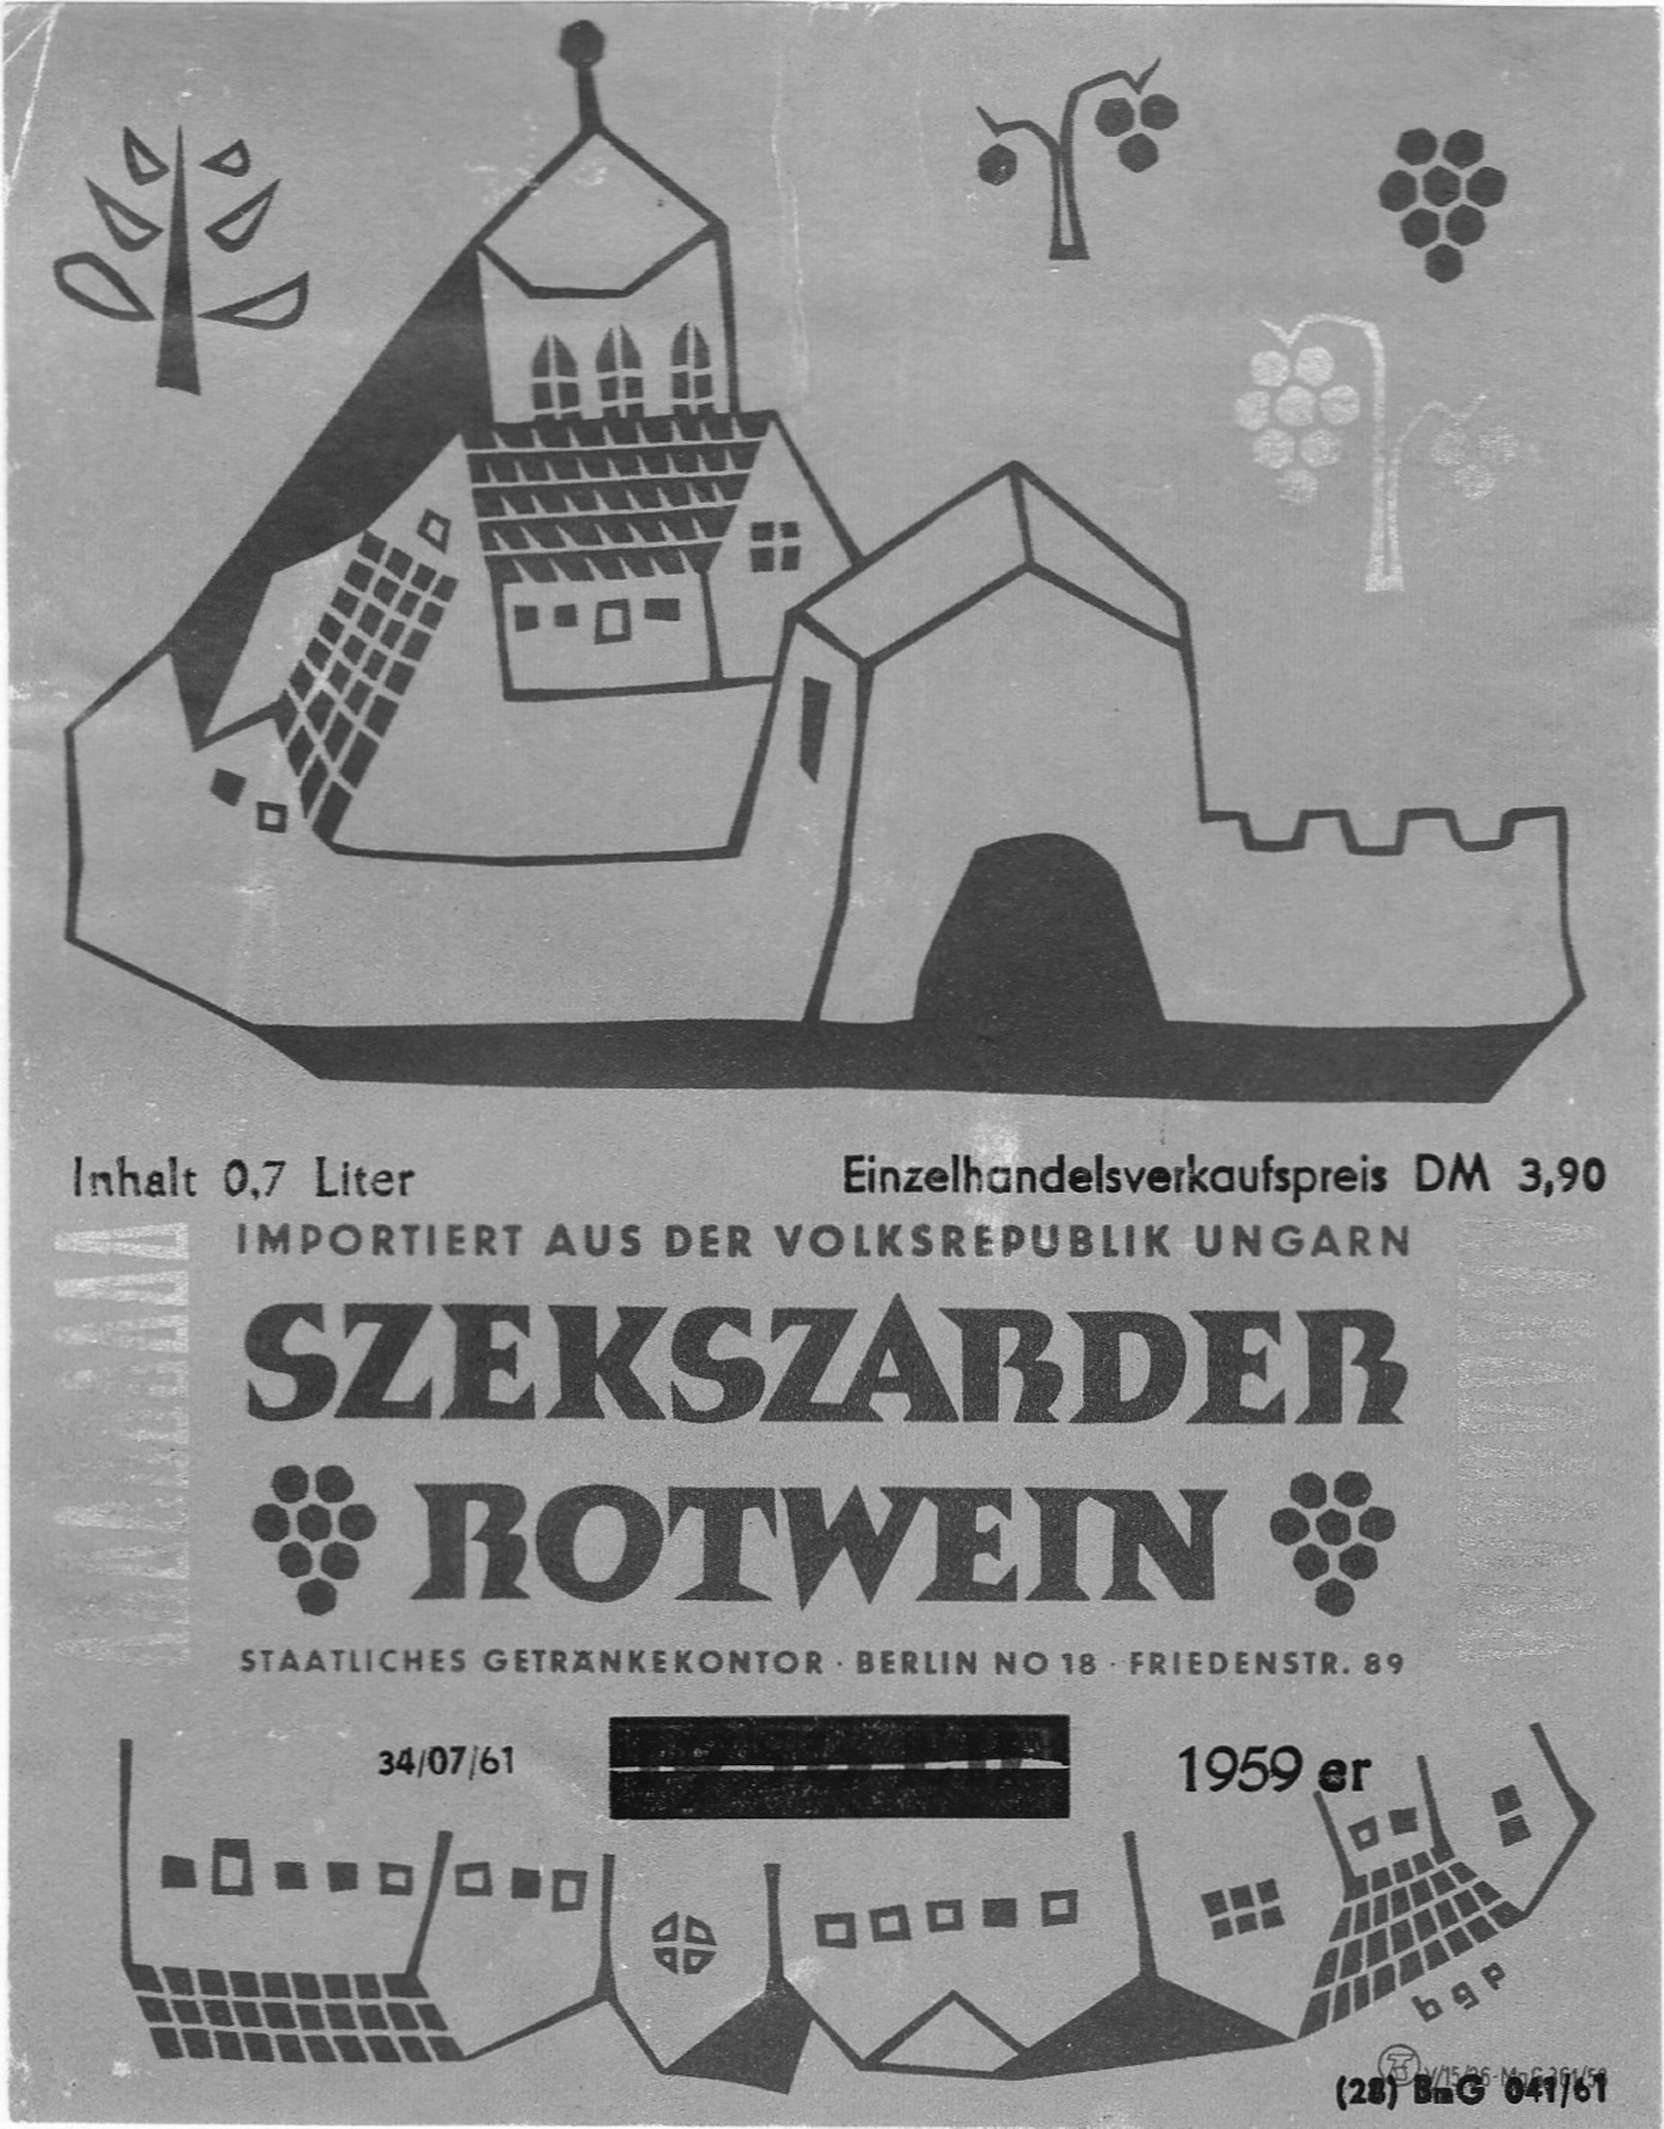 Inhalt 0,7 Liter
Einzelhandelsverkaufspreis DM 3,90
IMPORTIERT AUS DER VOLKSREPUBLIK UNGARN
SZEKSZARDER
ROTWEIN
STAATLICHES GETRÄNKEKONTOR · BERLIN NO 18 · FRIEDENSTR. 89
34/07/61
1959 er
bgp
(28) BmG 041/61